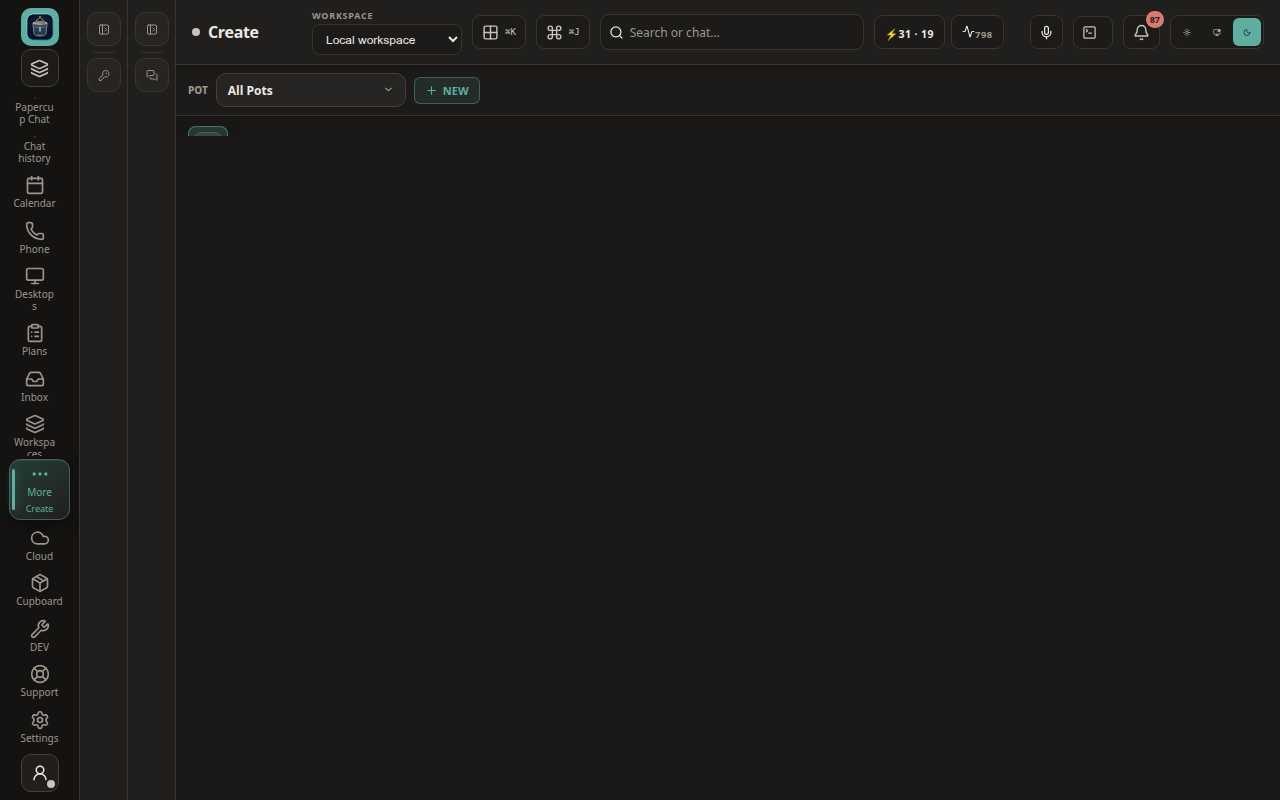 Create
WORKSPACE
Local workspace
⌘K
⌘J
Search or chat…
⚡31 · 19
798
87
POT
All Pots
NEW
Papercu
p Chat
Chat
history
Calendar
Phone
Desktop
s
Plans
Inbox
Workspa
ces
More
Create
Cloud
Cupboard
DEV
Support
Settings